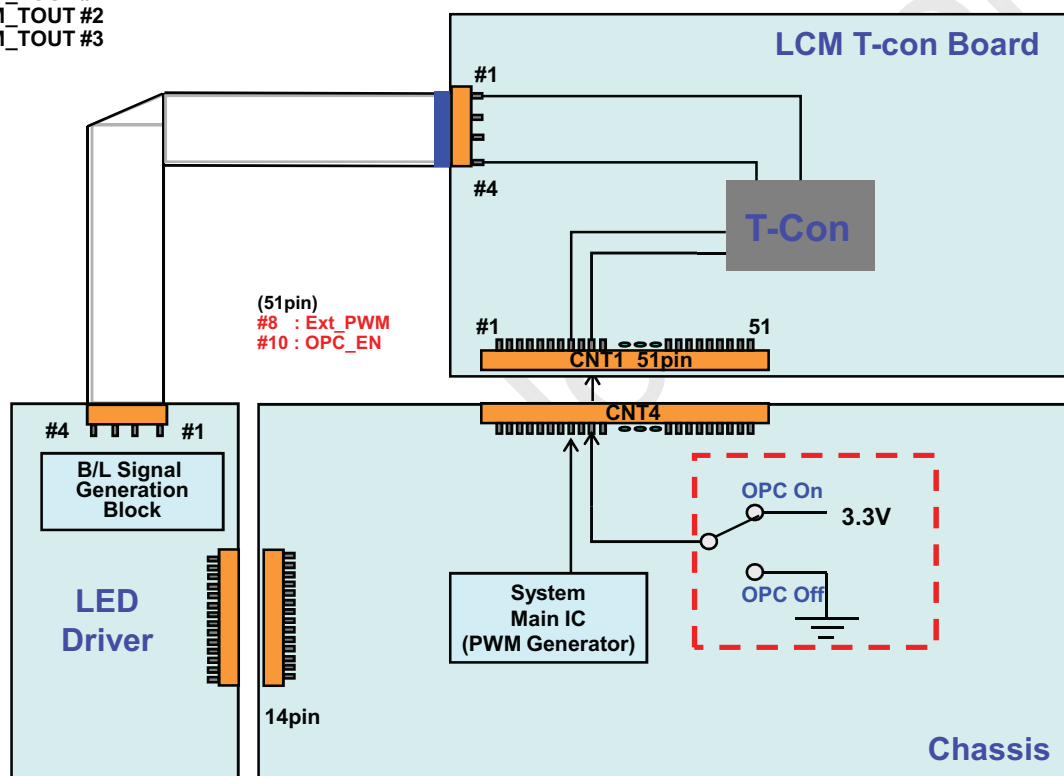 M_TOUT #2
M_TOUT #3
LCM T-con Board
#1
#4
T-Con
(51pin)
#8 : Ext_PWM
#10 : OPC_EN
#1
51
CNT1 51pin
CNT4
#4
#1
B/L Signal
Generation
Block
OPC On
3.3V
OPC Off
System
Main IC
(PWM Generator)
LED
Driver
14pin
Chassis